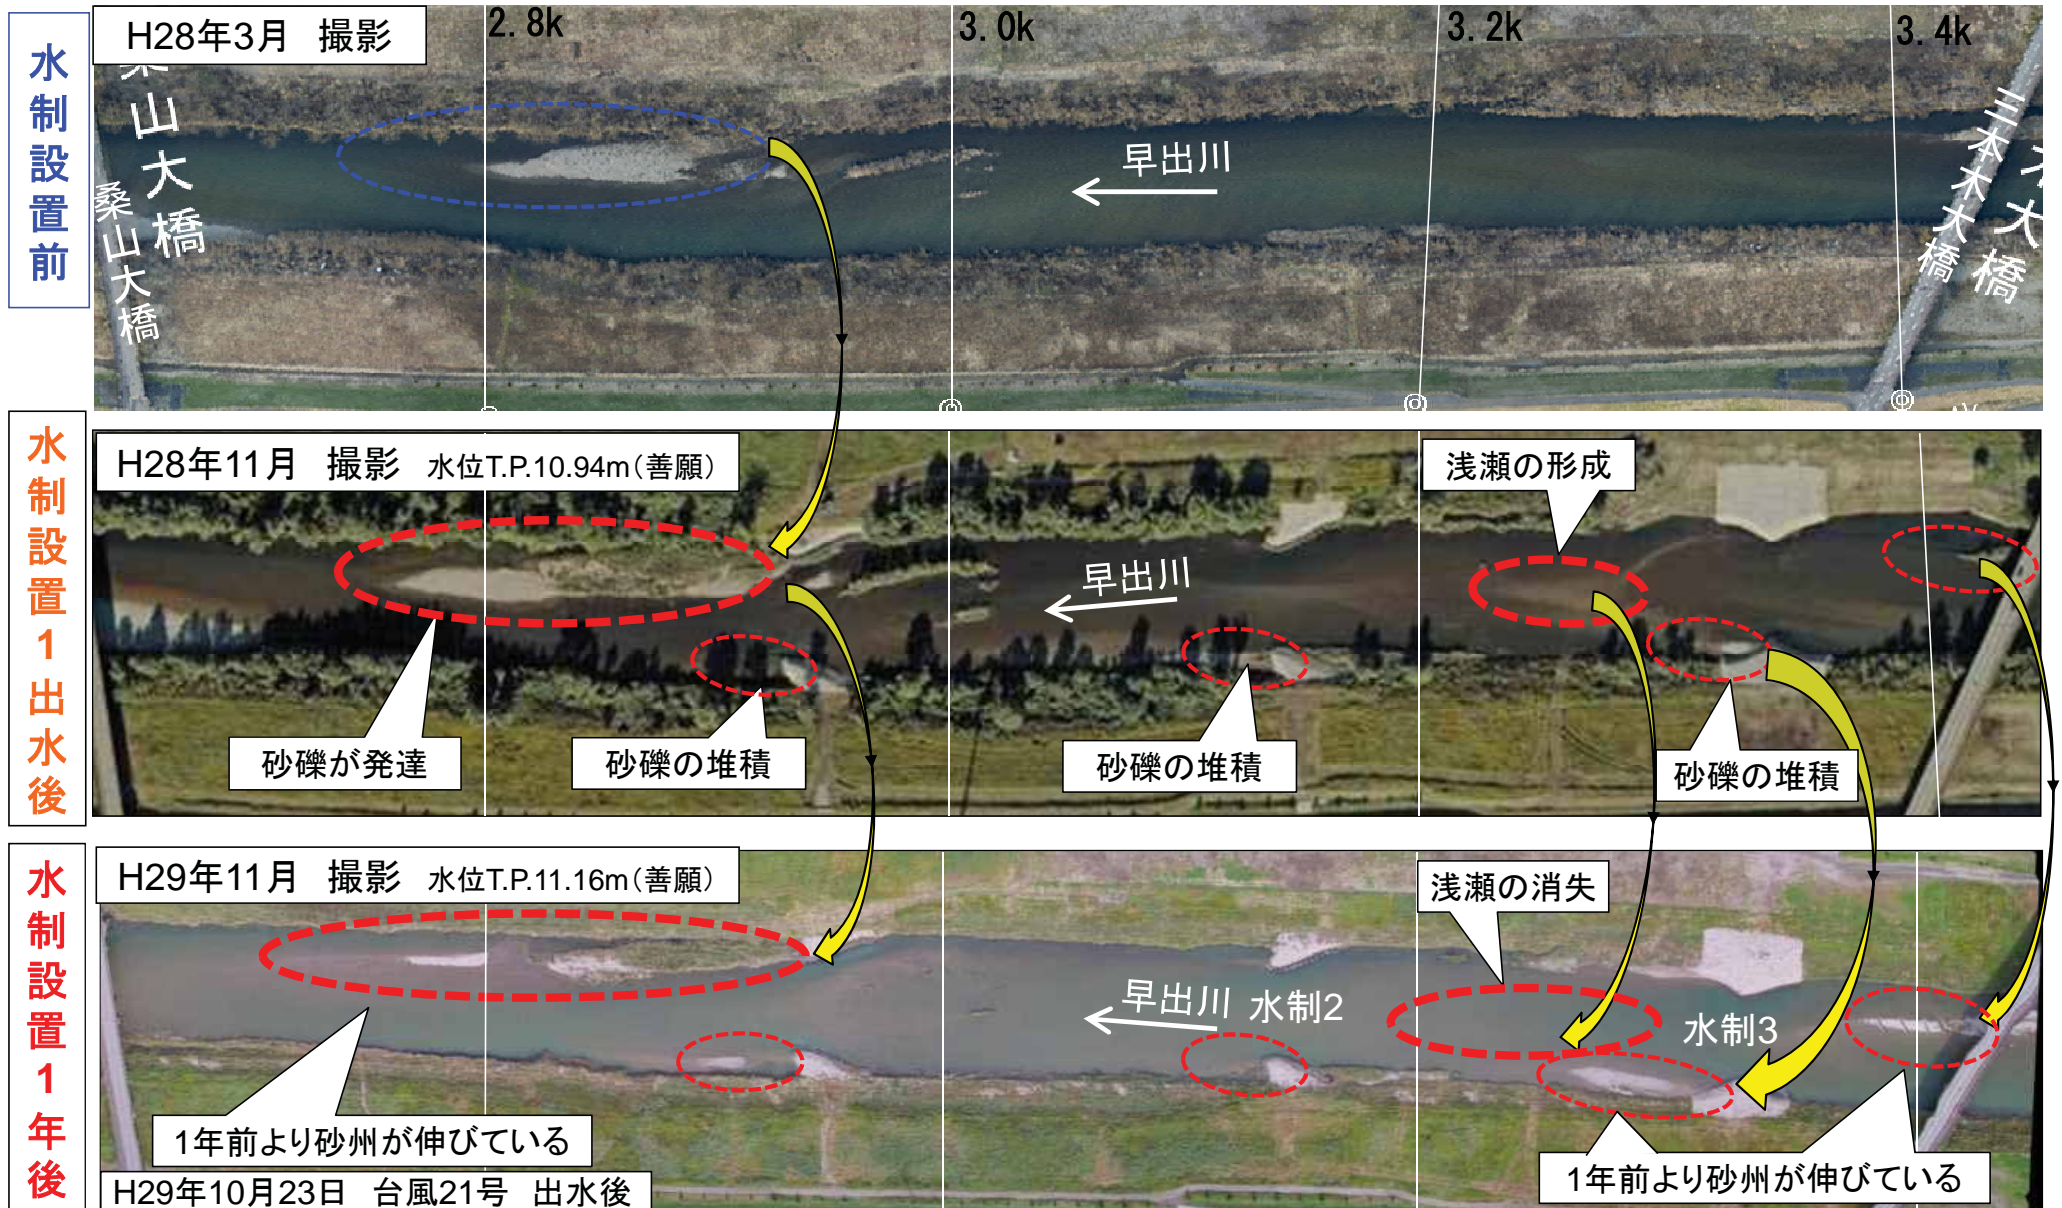 水制設置前
H28年3月 撮影
2.8k
3.0k
3.2k
3.4k
山大橋
桑山大橋
早出川
三本木大橋
木大橋
水制設置1出水後
H28年11月 撮影 水位T.P.10.94m(善願)
浅瀬の形成
早出川
砂礫が発達
砂礫の堆積
砂礫の堆積
砂礫の堆積
水制設置1年後
H29年11月 撮影 水位T.P.11.16m(善願)
浅瀬の消失
早出川
水制2
水制3
1年前より砂州が伸びている
1年前より砂州が伸びている
H29年10月23日 台風21号 出水後